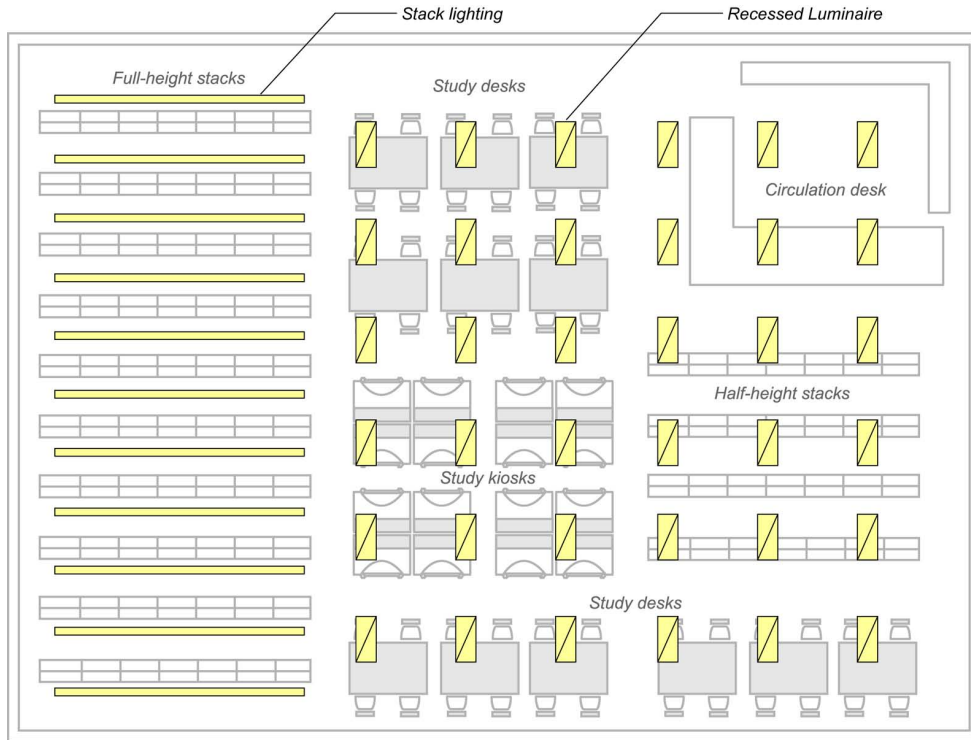 Stack lighting
Recessed Luminaire
Full-height stacks
Study desks
Circulation desk
Half-height stacks
Study kiosks
Study desks